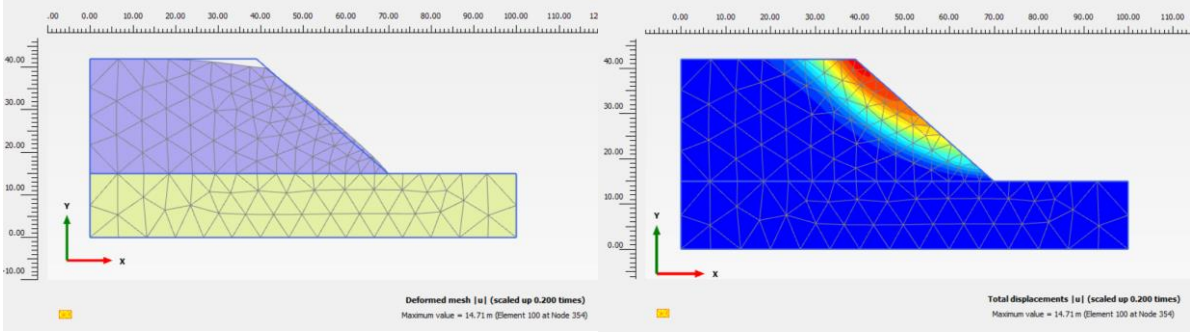 .00 0.00 10.00 20.00 30.00 40.00 50.00 60.00 70.00 80.00 90.00 100.00 110.00 12
40.00
30.00
20.00
10.00
0.00
-10.00
Y
X
Deformed mesh |u| (scaled up 0.200 times)
Maximum value = 14.71 m (Element 100 at Node 354)
0.00 10.00 20.00 30.00 40.00 50.00 60.00 70.00 80.00 90.00 100.00 110.00
40.00
30.00
20.00
10.00
0.00
Y
X
Total displacements |u| (scaled up 0.200 times)
Maximum value = 14.71 m (Element 100 at Node 354)